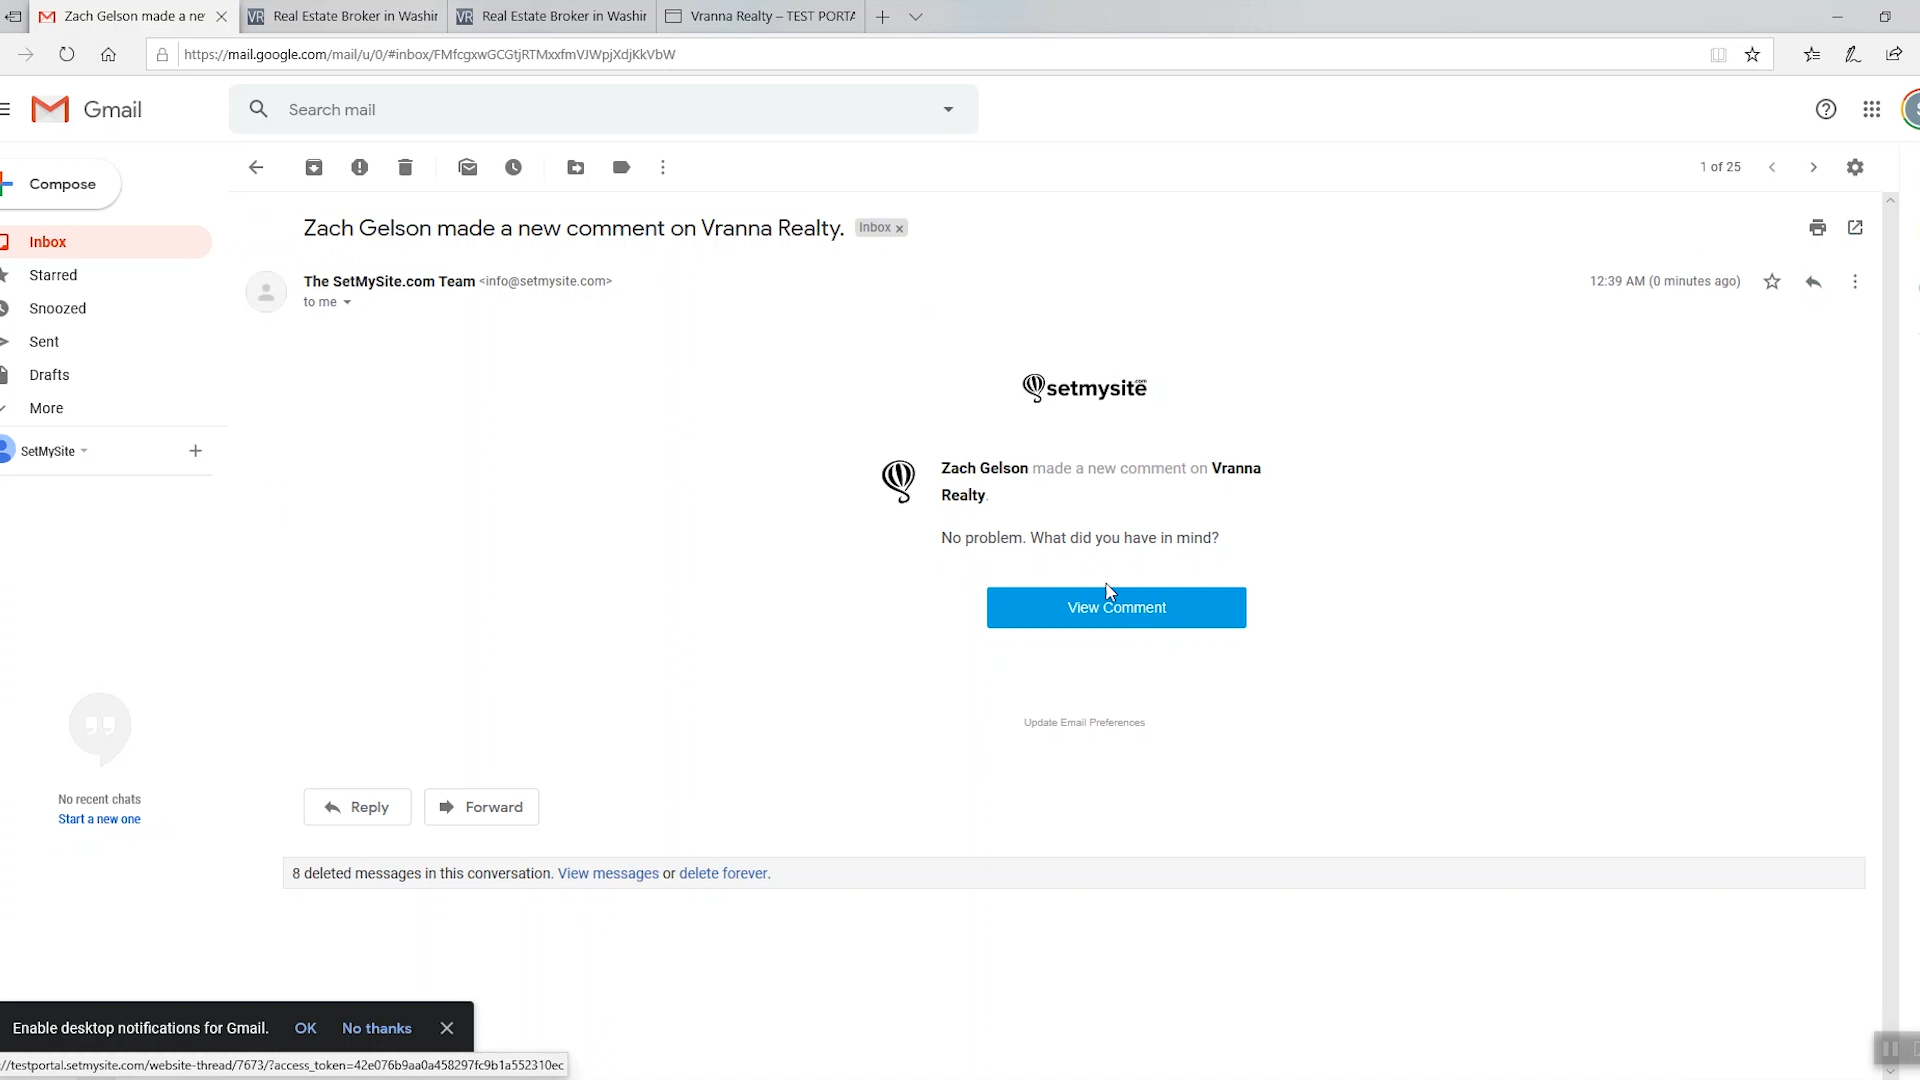 Zach Gelson made a ne
Real Estate Broker in Washin
Real Estate Broker in Washin
Vranna Realty – TEST PORTA
https://mail.google.com/mail/u/0/#inbox/FMfcgxwGCGtjRTMxxfmVJWpjXdjKkVbW
Gmail
Search mail
Compose
1 of 25
Inbox
Starred
Snoozed
Sent
Drafts
More
SetMySite
Zach Gelson made a new comment on Vranna Realty. Inbox x
The SetMySite.com Team <info@setmysite.com>
12:39 AM (0 minutes ago)
to me
setmysite.com
Zach Gelson made a new comment on Vranna
Realty.
No problem. What did you have in mind?
View Comment
Update Email Preferences
No recent chats
Start a new one
Reply
Forward
8 deleted messages in this conversation. View messages or delete forever.
Enable desktop notifications for Gmail. OK No thanks
//testportal.setmysite.com/website-thread/7673/?access_token=42e076b9aa0a458297fc9b1a552310ec